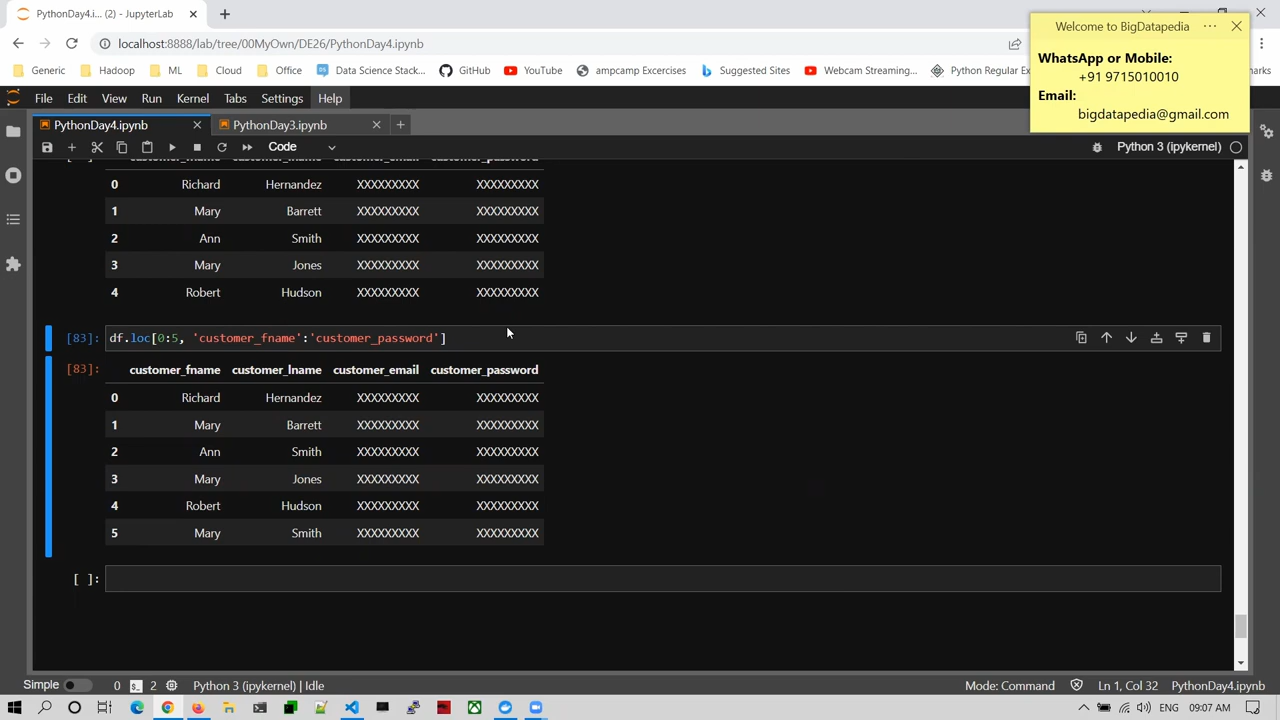 PythonDay4.i... (2) - JupyterLab
localhost:8888/lab/tree/00MyOwn/DE26/PythonDay4.ipynb
Generic Hadoop ML Cloud Office Data Science Stack... GitHub YouTube ampcamp Excercises Suggested Sites Webcam Streaming... Python Regular Ex
Welcome to BigDatapedia
WhatsApp or Mobile:
+91 9715010010
Email:
bigdatapedia@gmail.com
File Edit View Run Kernel Tabs Settings Help
PythonDay4.ipynb PythonDay3.ipynb
Code Python 3 (ipykernel)
customer_fname customer_lname customer_email customer_password
0 Richard Hernandez XXXXXXXXX XXXXXXXXX
1 Mary Barrett XXXXXXXXX XXXXXXXXX
2 Ann Smith XXXXXXXXX XXXXXXXXX
3 Mary Jones XXXXXXXXX XXXXXXXXX
4 Robert Hudson XXXXXXXXX XXXXXXXXX
[83]: df.loc[0:5, 'customer_fname':'customer_password']
[83]: customer_fname customer_lname customer_email customer_password
0 Richard Hernandez XXXXXXXXX XXXXXXXXX
1 Mary Barrett XXXXXXXXX XXXXXXXXX
2 Ann Smith XXXXXXXXX XXXXXXXXX
3 Mary Jones XXXXXXXXX XXXXXXXXX
4 Robert Hudson XXXXXXXXX XXXXXXXXX
5 Mary Smith XXXXXXXXX XXXXXXXXX
[ ]:
Simple 0 2 Python 3 (ipykernel) | Idle Mode: Command Ln 1, Col 32 PythonDay4.ipynb
ENG 09:07 AM